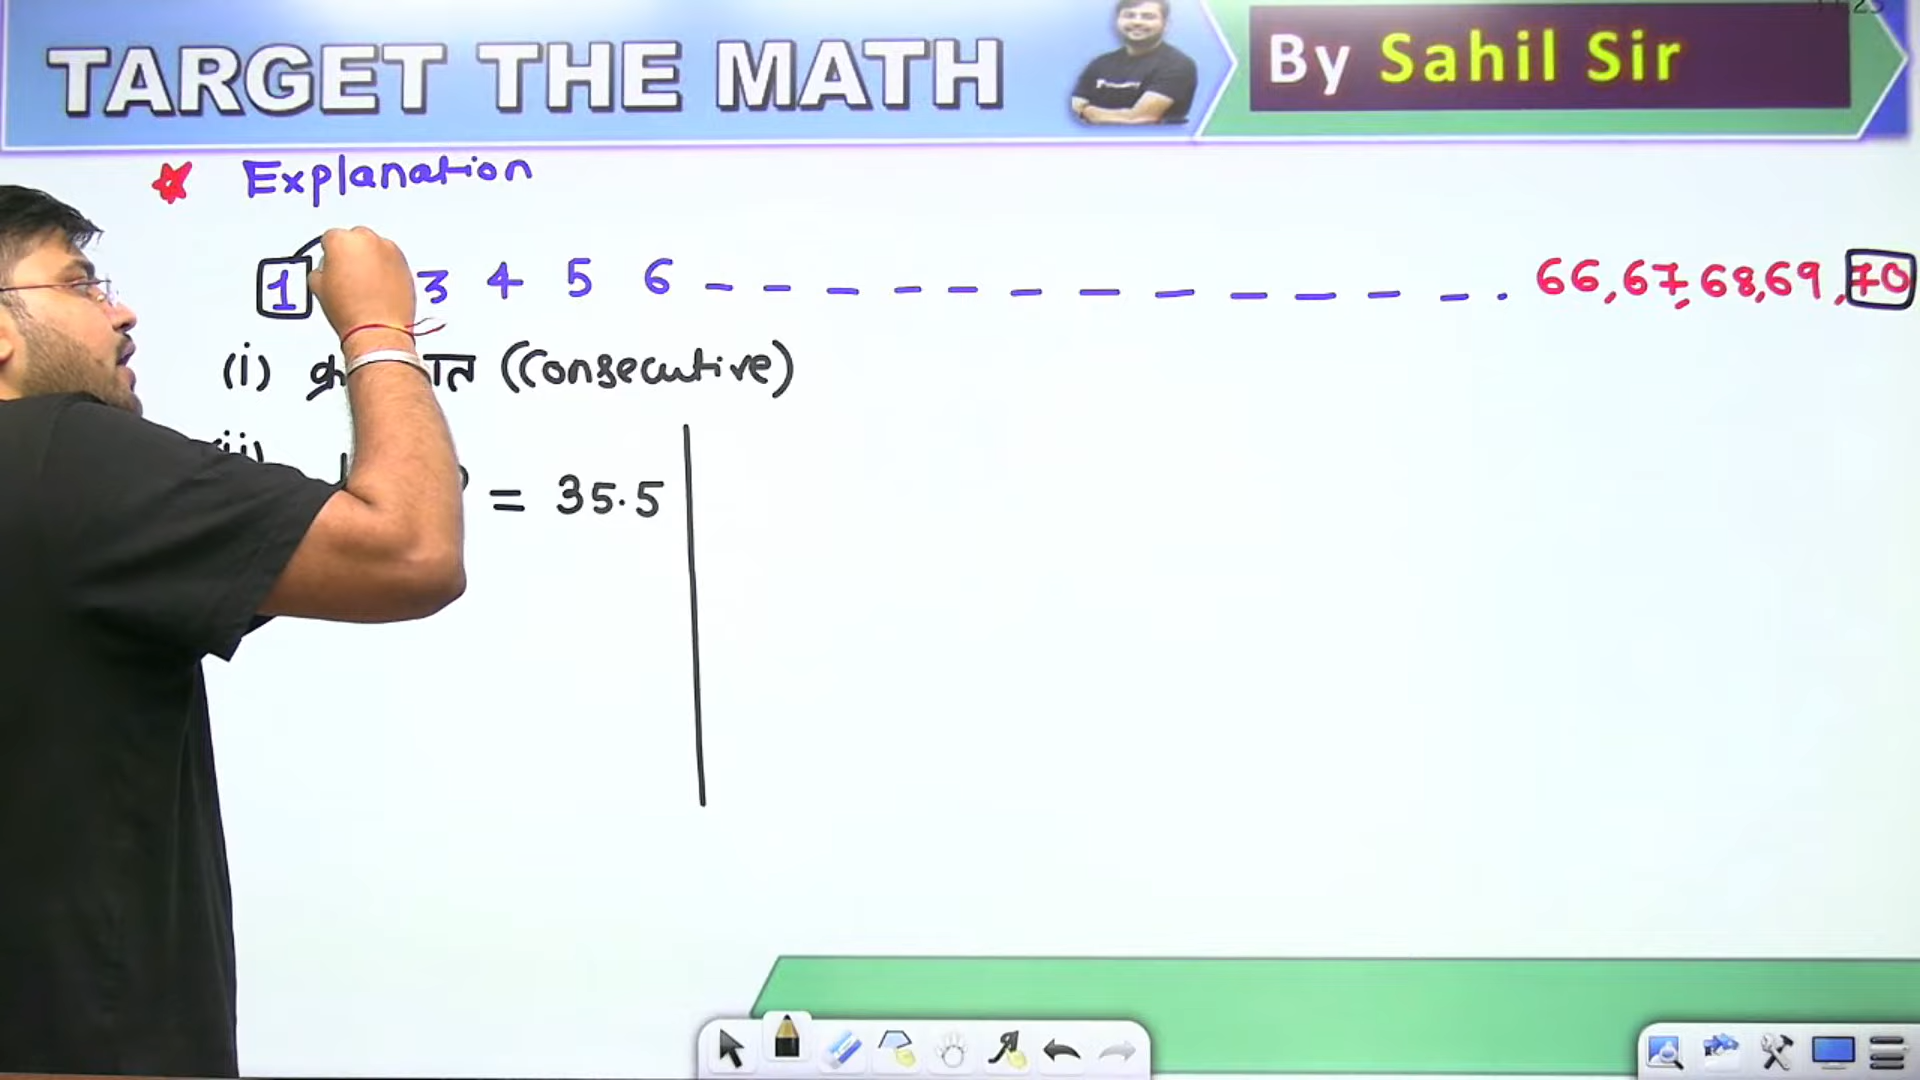 TARGET THE MATH
By Sahil Sir
Explanation
1 3 4 5 6 _ _ _ _ _ _ _ _ _ _ _ _ . 66, 67, 68, 69, 70
(i) (Consecutive)
= 35.5